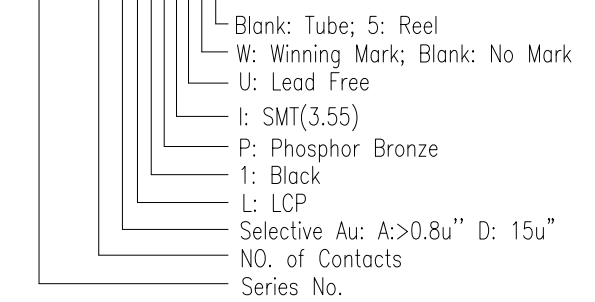 Blank: Tube; 5: Reel
W: Winning Mark; Blank: No Mark
U: Lead Free
I: SMT(3.55)
P: Phosphor Bronze
1: Black
L: LCP
Selective Au: A:>0.8u'' D: 15u"
NO. of Contacts
Series No.